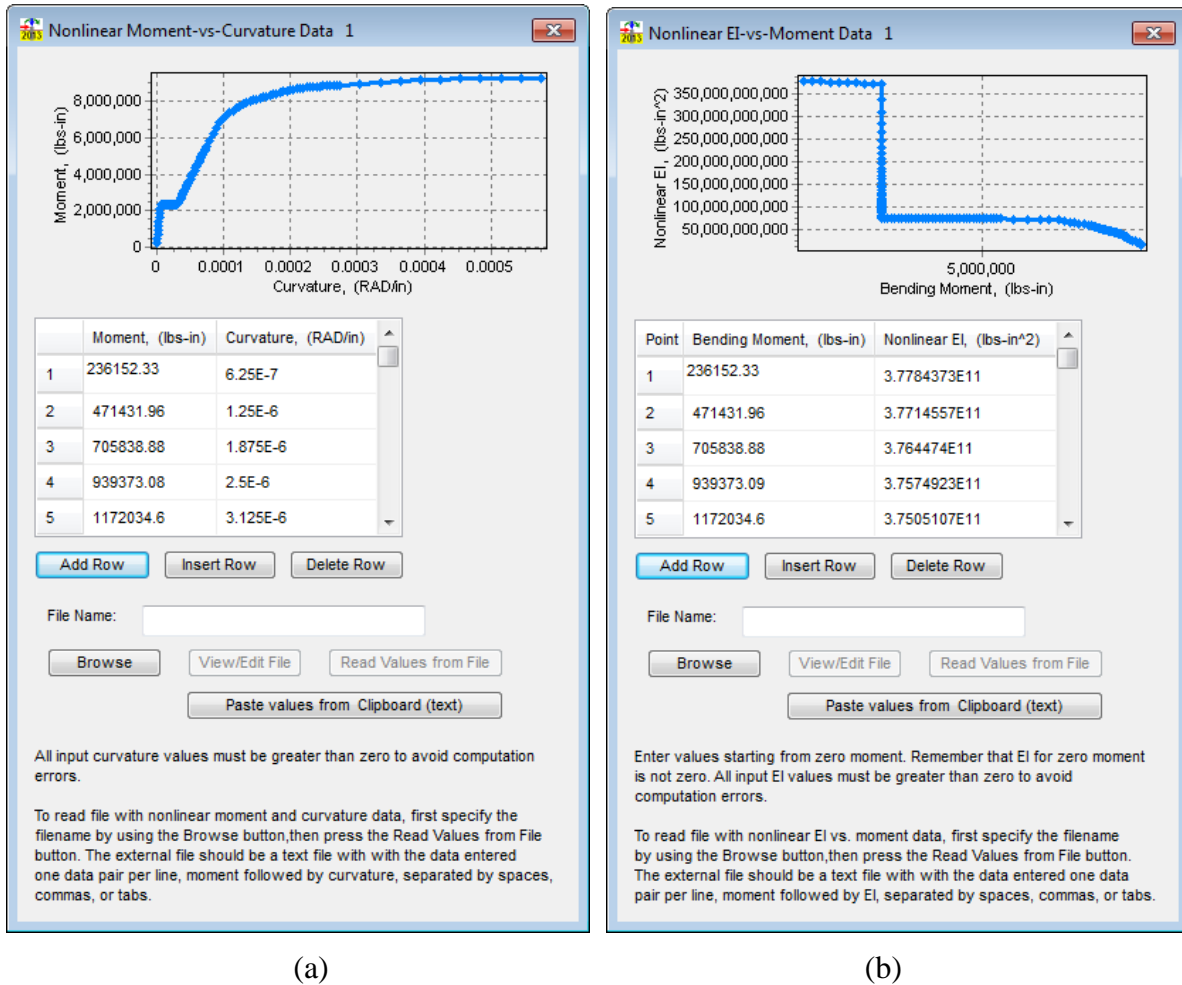 Nonlinear Moment-vs-Curvature Data 1
8,000,000
6,000,000
4,000,000
2,000,000
0
Moment, (lbs-in)
0 0.0001 0.0002 0.0003 0.0004 0.0005
Curvature, (RAD/in)
Moment, (lbs-in) Curvature, (RAD/in)
1 236152.33 6.25E-7
2 471431.96 1.25E-6
3 705838.88 1.875E-6
4 939373.08 2.5E-6
5 1172034.6 3.125E-6
Add Row Insert Row Delete Row
File Name:
Browse View/Edit File Read Values from File
Paste values from Clipboard (text)
All input curvature values must be greater than zero to avoid computation
errors.
To read file with nonlinear moment and curvature data, first specify the
filename by using the Browse button,then press the Read Values from File
button. The external file should be a text file with with the data entered
one data pair per line, moment followed by curvature, separated by spaces,
commas, or tabs.
(a)
Nonlinear EI-vs-Moment Data 1
350,000,000,000
300,000,000,000
250,000,000,000
200,000,000,000
150,000,000,000
100,000,000,000
50,000,000,000
Nonlinear EI, (lbs-in^2)
5,000,000
Bending Moment, (lbs-in)
Point Bending Moment, (lbs-in) Nonlinear EI, (lbs-in^2)
1 236152.33 3.7784373E11
2 471431.96 3.7714557E11
3 705838.88 3.764474E11
4 939373.09 3.7574923E11
5 1172034.6 3.7505107E11
Add Row Insert Row Delete Row
File Name:
Browse View/Edit File Read Values from File
Paste values from Clipboard (text)
Enter values starting from zero moment. Remember that EI for zero moment
is not zero. All input EI values must be greater than zero to avoid
computation errors.
To read file with nonlinear EI vs. moment data, first specify the filename
by using the Browse button,then press the Read Values from File button.
The external file should be a text file with with the data entered one data
pair per line, moment followed by EI, separated by spaces, commas, or tabs.
(b)